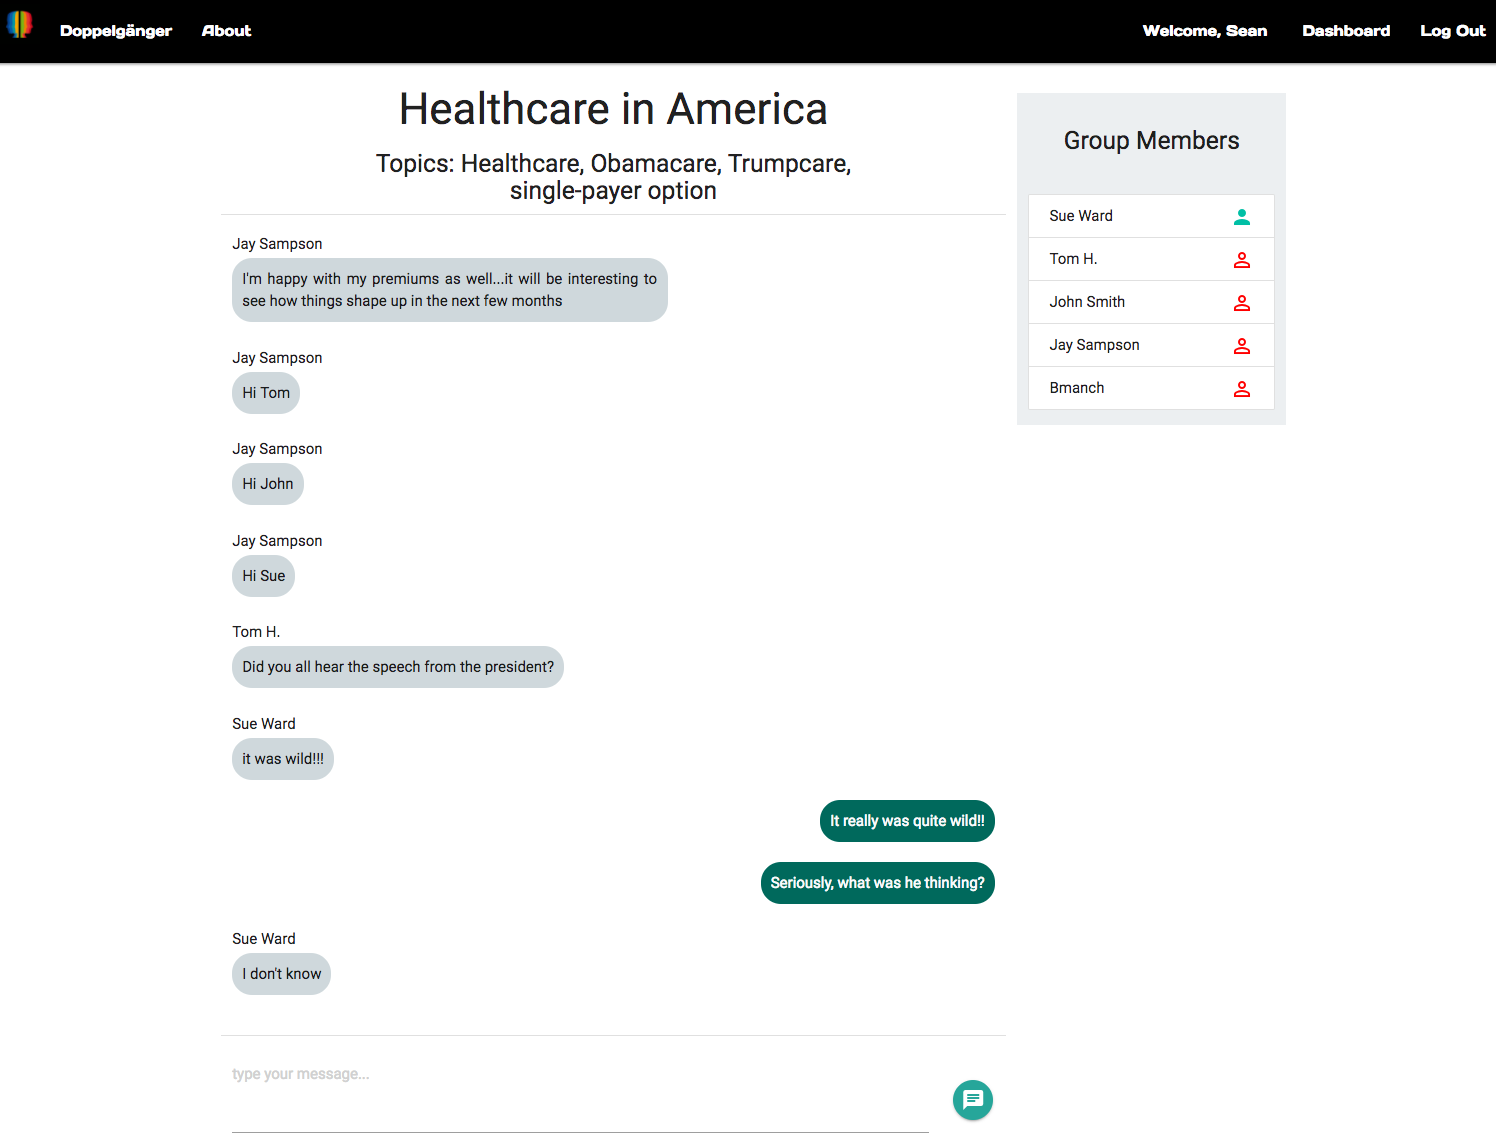 Doppelgänger About Welcome, Sean Dashboard Log Out
Healthcare in America
Topics: Healthcare, Obamacare, Trumpcare,
single-payer option
Jay Sampson
I'm happy with my premiums as well...it will be interesting to
see how things shape up in the next few months
Jay Sampson
Hi Tom
Jay Sampson
Hi John
Jay Sampson
Hi Sue
Tom H.
Did you all hear the speech from the president?
Sue Ward
it was wild!!!
It really was quite wild!!
Seriously, what was he thinking?
Sue Ward
I don't know
type your message...
Group Members
Sue Ward
Tom H.
John Smith
Jay Sampson
Bmanch